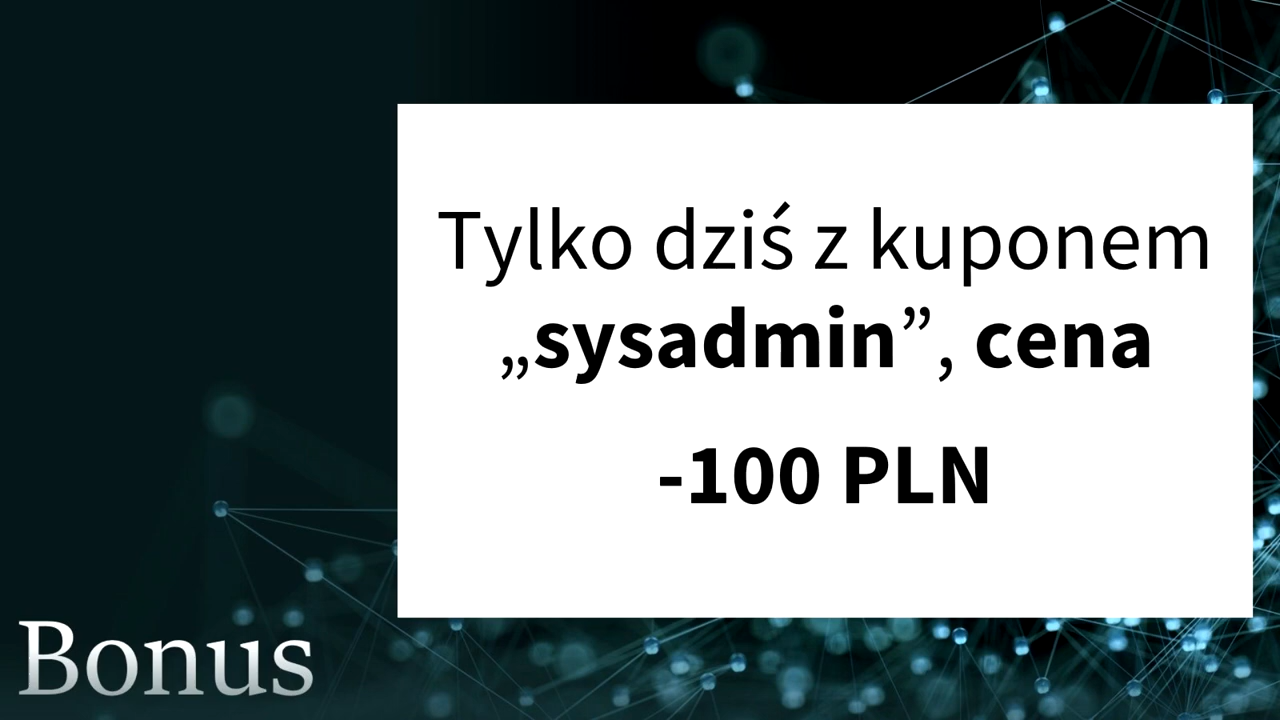 Tylko dziś z kuponem
„sysadmin”, cena
-100 PLN
Bonus